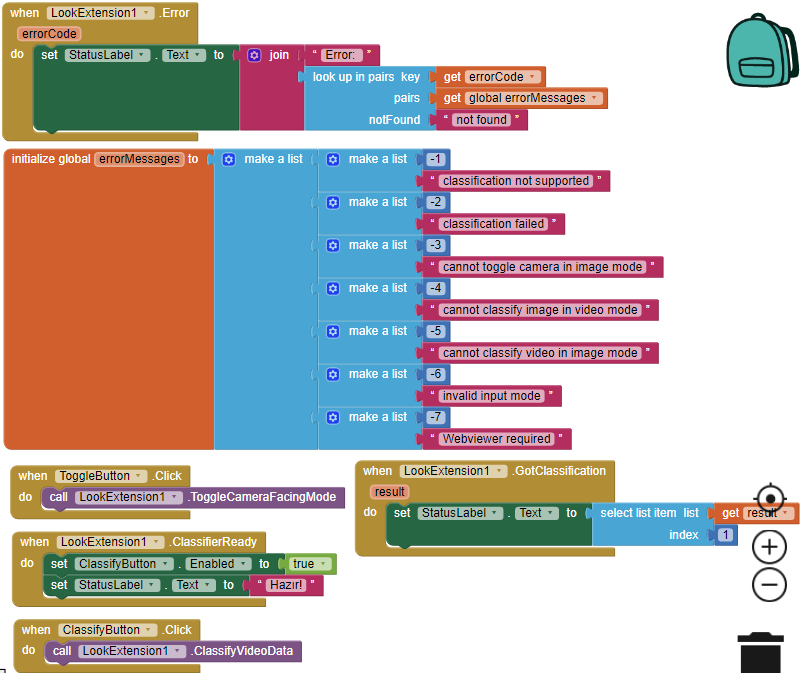 when LookExtension1 .Error
errorCode
do set StatusLabel . Text to join " Error: "
look up in pairs key get errorCode
pairs get global errorMessages
notFound " not found "
initialize global errorMessages to make a list make a list -1
" classification not supported "
make a list -2
" classification failed "
make a list -3
" cannot toggle camera in image mode "
make a list -4
" cannot classify image in video mode "
make a list -5
" cannot classify video in image mode "
make a list -6
" invalid input mode "
make a list -7
" Webviewer required "
when ToggleButton .Click
do call LookExtension1 .ToggleCameraFacingMode
when LookExtension1 .GotClassification
result
do set StatusLabel . Text to select list item list get result
index 1
when LookExtension1 .ClassifierReady
do set ClassifyButton . Enabled to true
set StatusLabel . Text to " Hazır! "
when ClassifyButton .Click
do call LookExtension1 .ClassifyVideoData